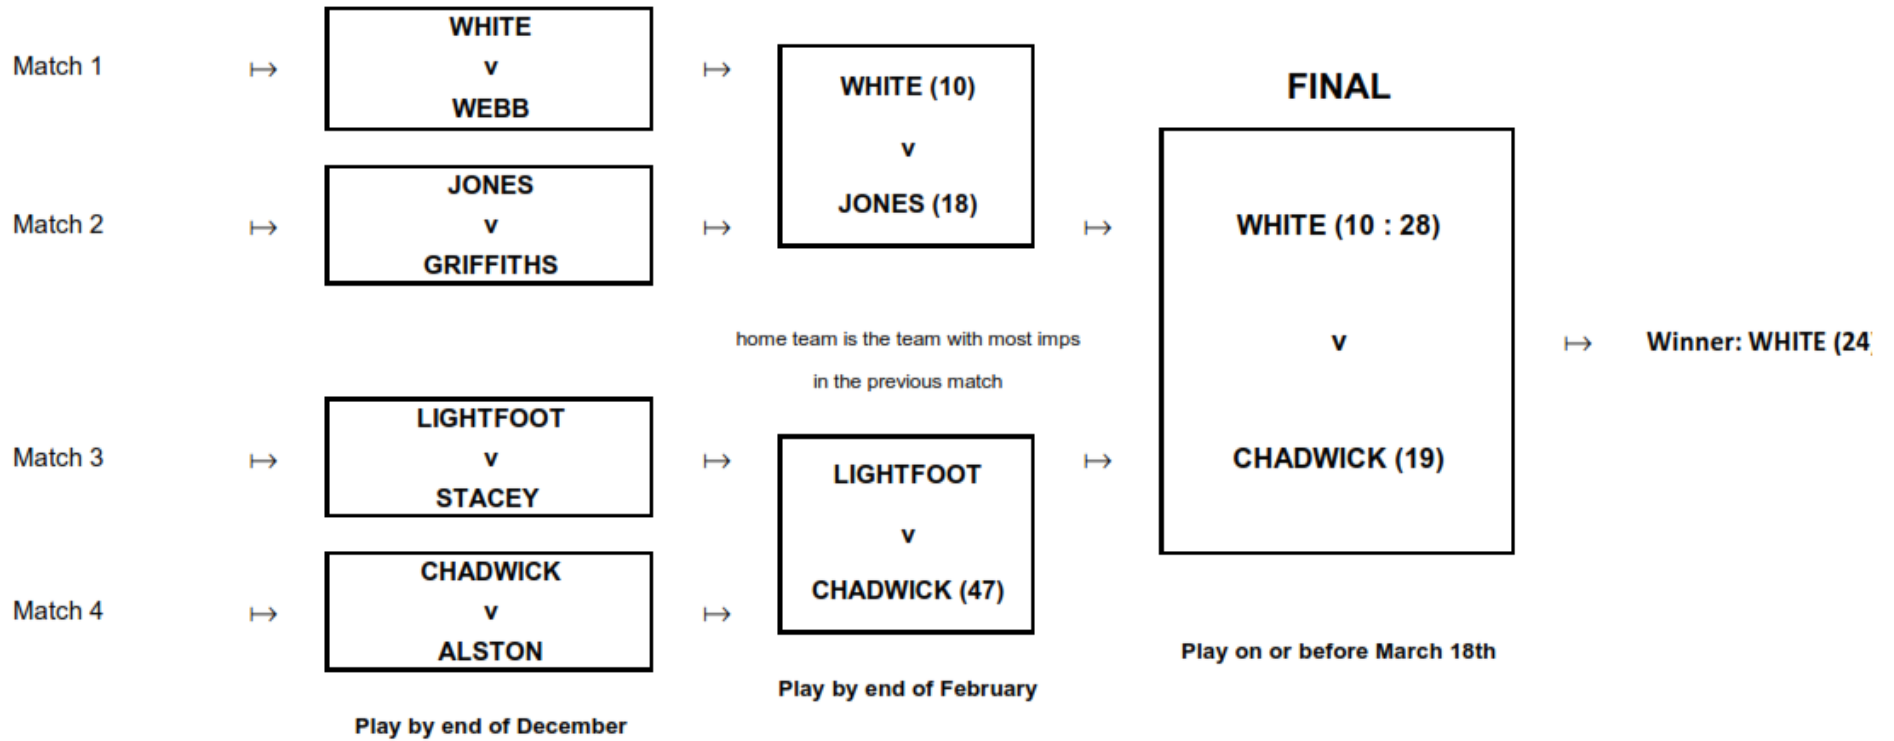 Match 1
↦
WHITE
v
WEBB
↦
Match 2
↦
JONES
v
GRIFFITHS
↦
WHITE (10)
v
JONES (18)
↦
home team is the team with most imps
in the previous match
Match 3
↦
LIGHTFOOT
v
STACEY
↦
Match 4
↦
CHADWICK
v
ALSTON
↦
Play by end of December
LIGHTFOOT
v
CHADWICK (47)
↦
Play by end of February
FINAL
WHITE (10 : 28)
v
CHADWICK (19)
Play on or before March 18th
↦
Winner: WHITE (24)